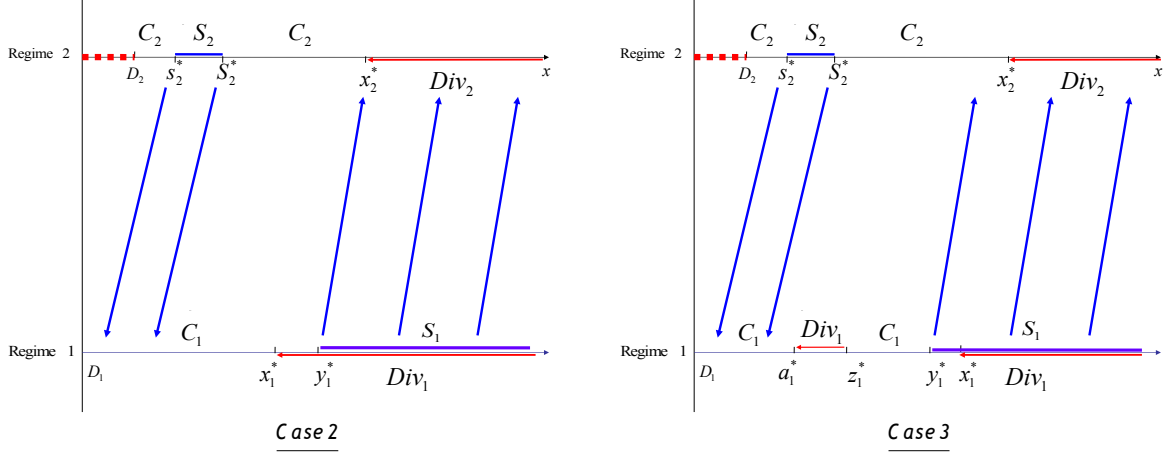 C₂ S₂ C₂
Regime 2
D₂ s₂* S₂* x₂* Div₂ x
C₁ S₁
Regime 1
D₁ x₁* y₁* Div₁
Case 2
C₂ S₂ C₂
Regime 2
D₂ s₂* S₂* x₂* Div₂ x
C₁ Div₁ C₁ S₁
Regime 1
D₁ a₁* z₁* y₁* x₁* Div₁
Case 3